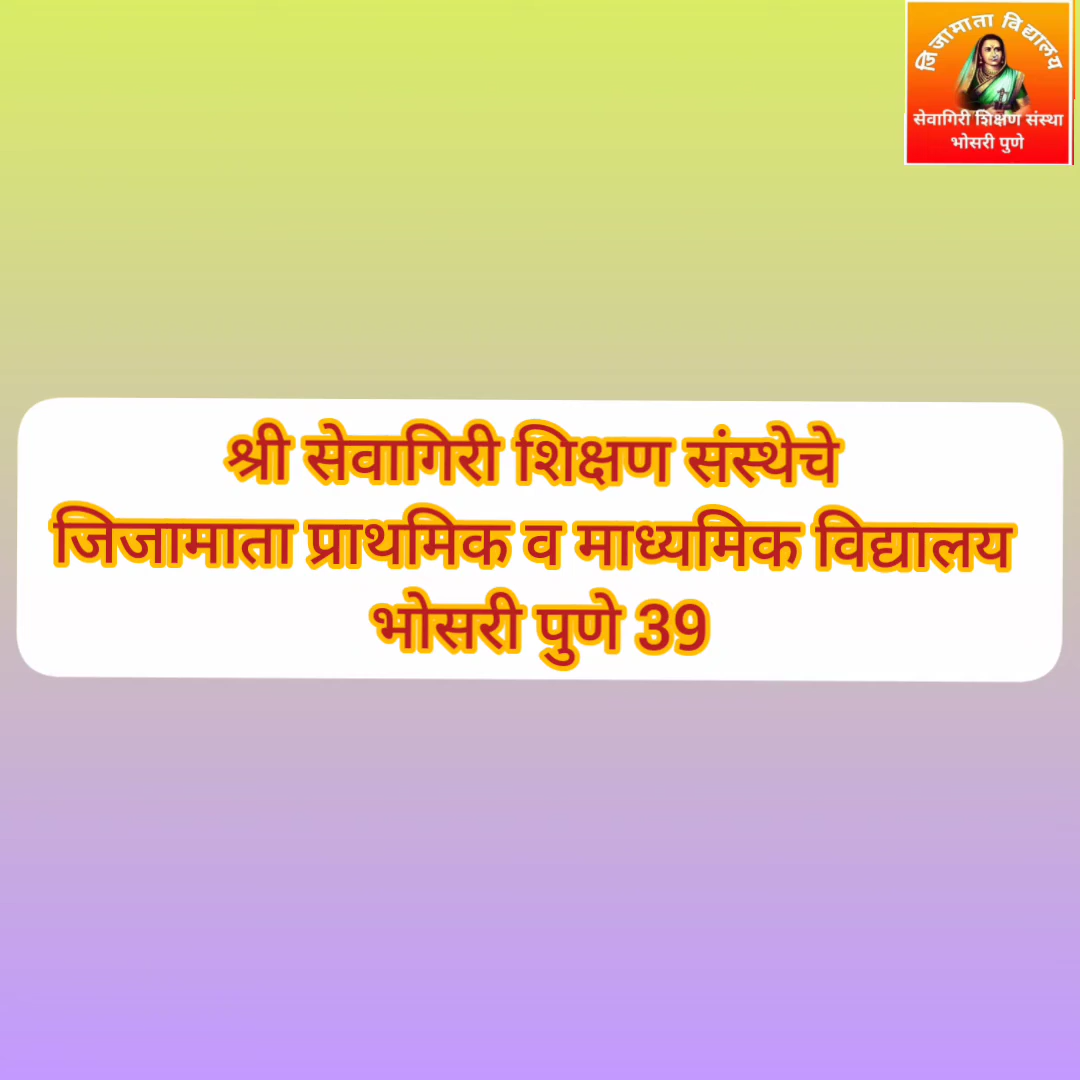 जिजामाता विद्यालय
सेवागिरी शिक्षण संस्था
भोसरी पुणे
श्री सेवागिरी शिक्षण संस्थेचे
जिजामाता प्राथमिक व माध्यमिक विद्यालय
भोसरी पुणे 39